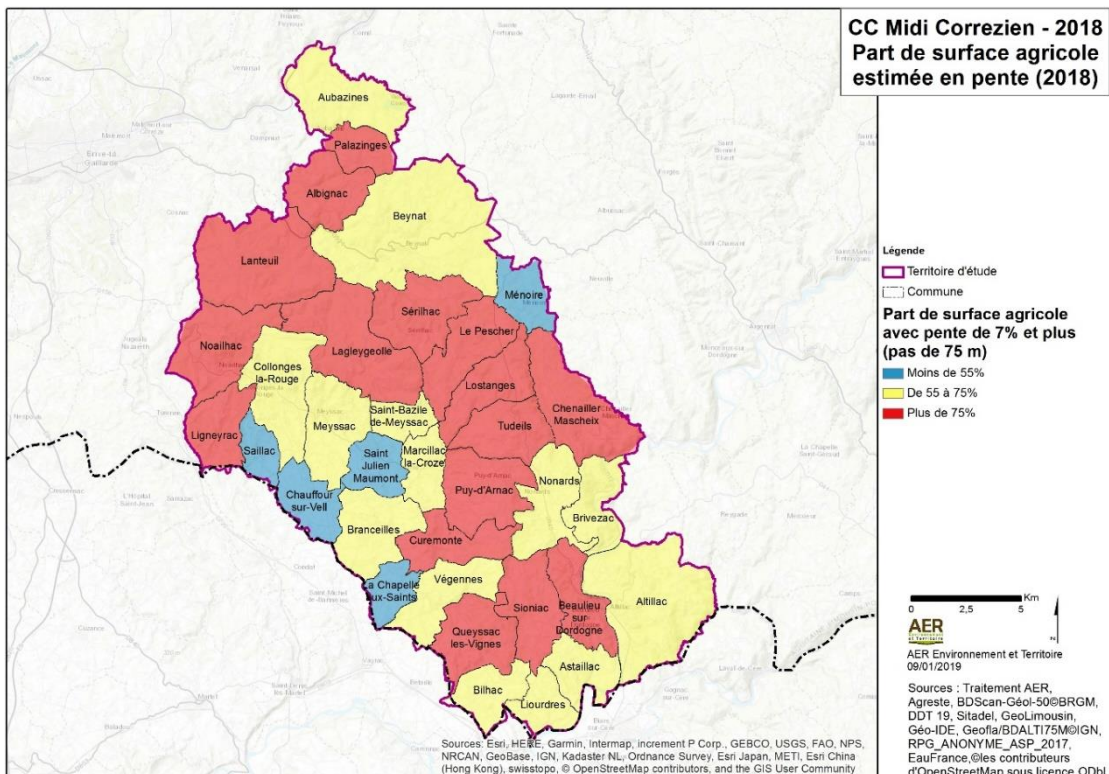 CC Midi Correzien - 2018
Part de surface agricole
estimée en pente (2018)
Aubazines
Palazinges
Albignac
Beynat
Lanteuil
Ménoire
Sérilhac
Le Pescher
Noailhac
Lagleygeolle
Collonges
la-Rouge
Lostanges
Chenailler
Mascheix
Saint-Bazile
de-Meyssac
Meyssac
Tudeils
Ligneyrac
Saillac
Marcillac
la-Croze
Saint
Julien
Maumont
Chauffour
sur-Vell
Puy-d'Arnac
Nonards
Brivezac
Branceilles
Curemonte
La Chapelle
aux-Saints
Végennes
Altillac
Sioniac
Beaulieu
sur
Dordogne
Queyssac
les-Vignes
Astaillac
Bilhac
Liourdres
Légende
Territoire d'étude
Commune
Part de surface agricole
avec pente de 7% et plus
(pas de 75 m)
Moins de 55%
De 55 à 75%
Plus de 75%
0 2,5 5 Km
AER
AER Environnement et Territoire
09/01/2019
Sources : Traitement AER,
Agreste, BDScan-Géol-50©BRGM,
DDT 19, Sitadel, GeoLimousin,
Géo-IDE, Geofla/BDALTI75M©IGN,
RPG_ANONYME_ASP_2017,
EauFrance,©les contributeurs
d'OpenStreetMap sous licence ODbl
Sources: Esri, HERE, Garmin, Intermap, increment P Corp., GEBCO, USGS, FAO, NPS,
NRCAN, GeoBase, IGN, Kadaster NL, Ordnance Survey, Esri Japan, METI, Esri China
(Hong Kong), swisstopo, © OpenStreetMap contributors, and the GIS User Community